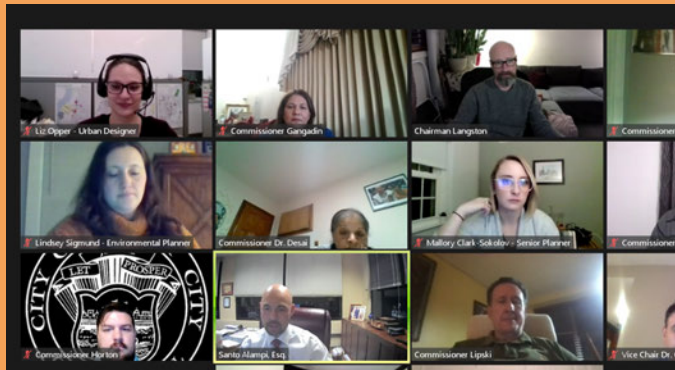 Liz Opper - Urban Designer
Commissioner Gangadin
Chairman Langston
Commissioner
Lindsey Sigmund - Environmental Planner
Commissioner Dr. Desai
Mallory Clark-Sokolov - Senior Planner
Commissioner
CITY O
CITY
LET
PROSPER
Commissioner Horton
Santo Alampi, Esq.
Commissioner Lipski
Vice Chair Dr.